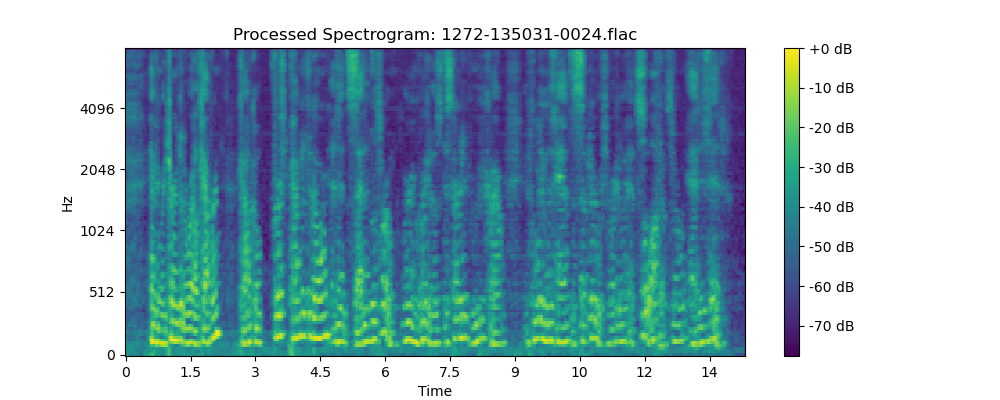 Processed Spectrogram: 1272-135031-0024.flac
Hz
4096
2048
1024
512
0
0 1.5 3 4.5 6 7.5 9 10 12 14
Time
+0 dB
-10 dB
-20 dB
-30 dB
-40 dB
-50 dB
-60 dB
-70 dB